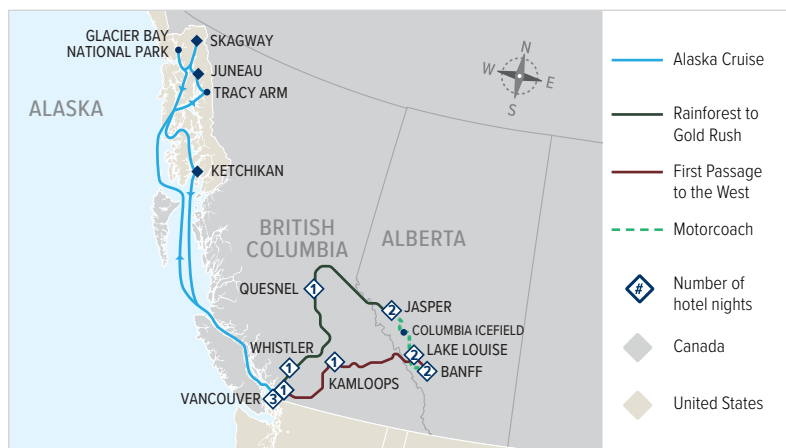 GLACIER BAY
NATIONAL PARK
SKAGWAY
JUNEAU
TRACY ARM
ALASKA
KETCHIKAN
N
W
E
S
BRITISH
COLUMBIA
ALBERTA
QUESNEL
1
2
JASPER
COLUMBIA ICEFIELD
WHISTLER
1
1
2
LAKE LOUISE
2
BANFF
KAMLOOPS
1
VANCOUVER
3
Alaska Cruise
Rainforest to
Gold Rush
First Passage
to the West
Motorcoach
#
Number of
hotel nights
Canada
United States